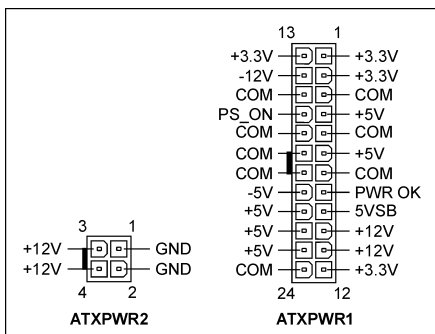 13 1
+3.3V +3.3V
-12V +3.3V
COM COM
PS_ON +5V
COM COM
COM +5V
COM COM
-5V PWR OK
+5V 5VSB
+5V +12V
+5V +12V
COM +3.3V
24 12
ATXPWR1
3 1
+12V GND
+12V GND
4 2
ATXPWR2